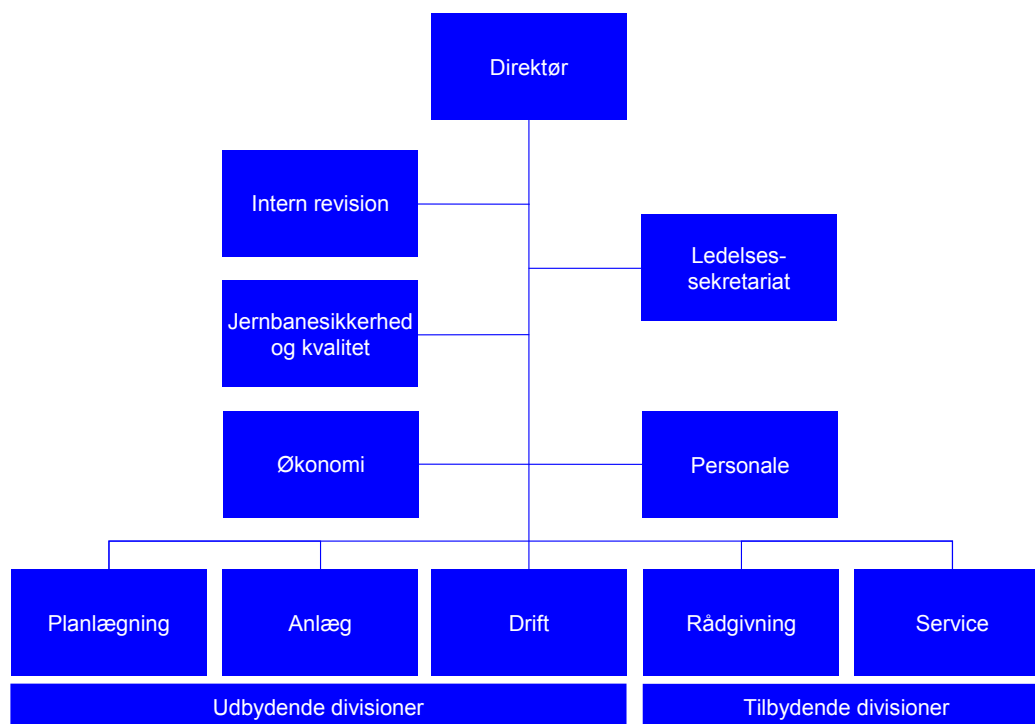 Direktør
Intern revision
Ledelses-
sekretariat
Jernbanesikkerhed
og kvalitet
Økonomi
Personale
Planlægning
Anlæg
Drift
Rådgivning
Service
Udbydende divisioner
Tilbydende divisioner